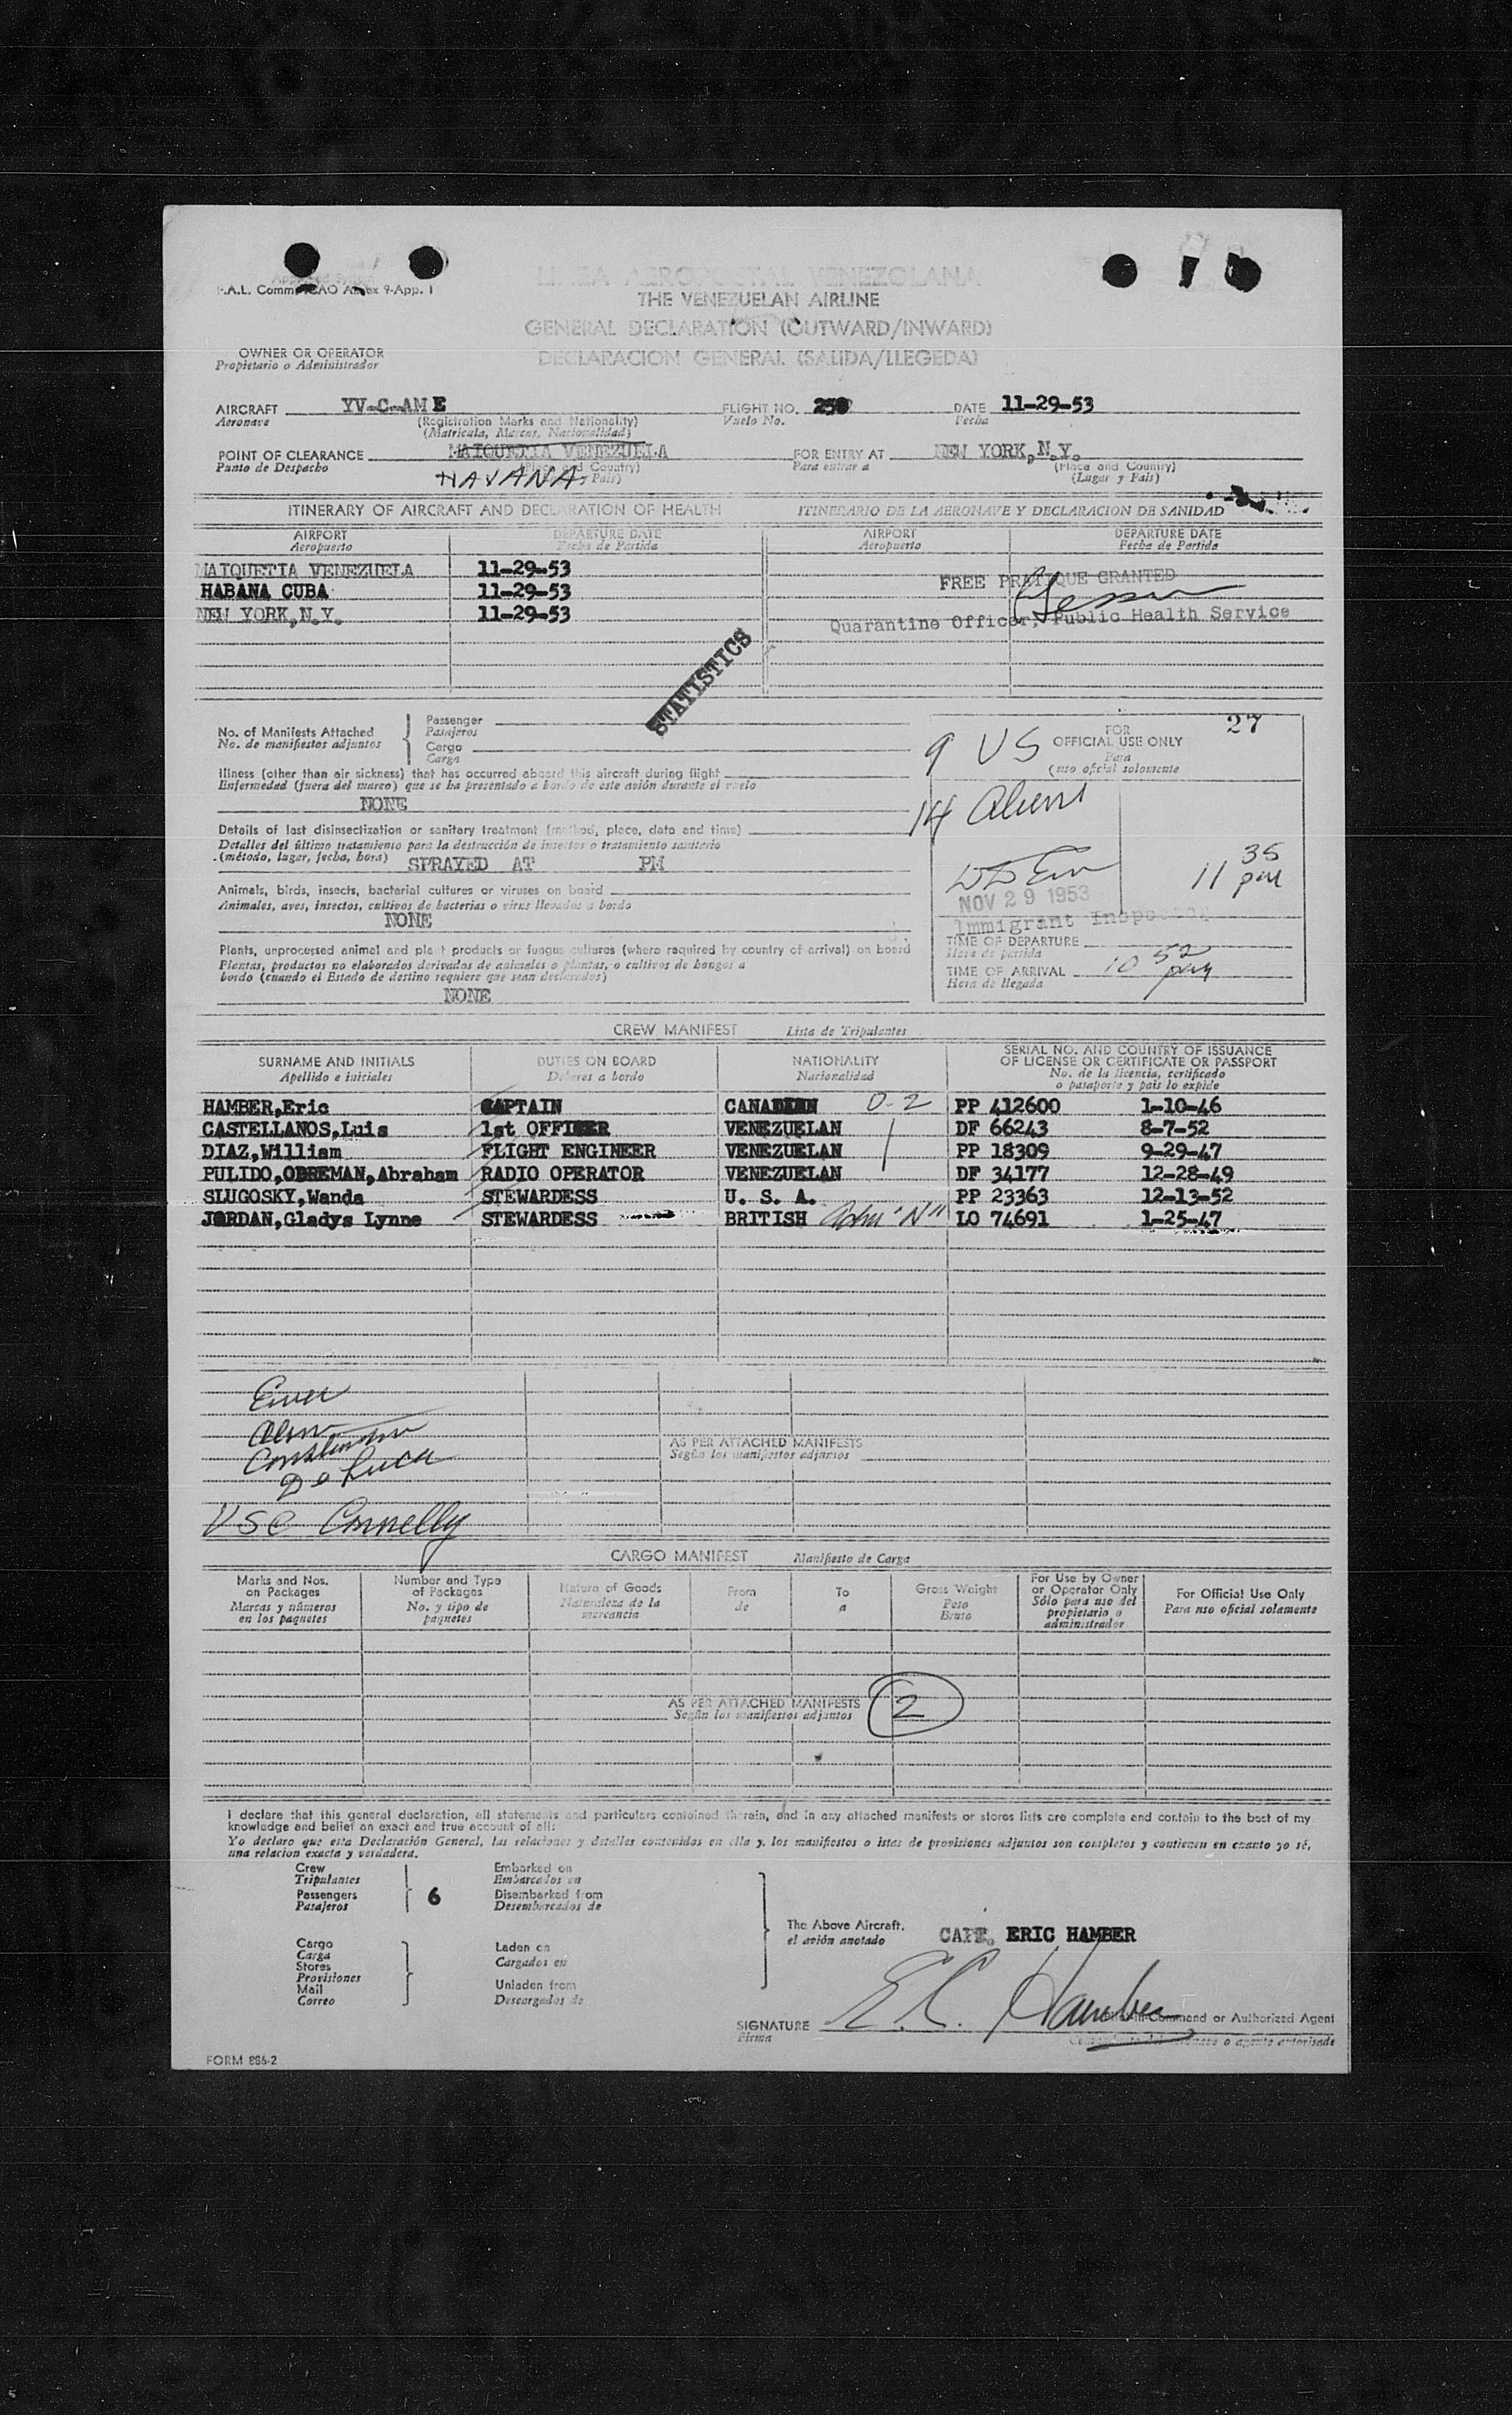 F.A.L. Comm. ICAO Annex 9-App. 1
LINEA AEROPOSTAL VENEZOLANA
THE VENEZUELAN AIRLINE
GENERAL DECLARATION (OUTWARD/INWARD)
DECLARACION GENERAL (SALIDA/LLEGEDA)
OWNER OR OPERATOR
Propietario o Administrador
AIRCRAFT YV-C-AME FLIGHT NO. 250 DATE 11-29-53
Aeronave (Registration Marks and Nationality) Vuelo No. Fecha
(Matricula, Marcas, Nacionalidad)
POINT OF CLEARANCE MAIQUETIA VENEZUELA FOR ENTRY AT NEW YORK,N.Y.
Punto de Despacho (Place and Country) Para entrar a (Place and Country)
HAVANA País) (Lugar y País)
ITINERARY OF AIRCRAFT AND DECLARATION OF HEALTH ITINERARIO DE LA AERONAVE Y DECLARACION DE SANIDAD
AIRPORT DEPARTURE DATE AIRPORT DEPARTURE DATE
Aeropuerto Fecha de Partida Aeropuerto Fecha de Partida
MAIQUETIA VENEZUELA 11-29-53
HABANA CUBA 11-29-53
NEW YORK,N.Y. 11-29-53
FREE PRATIQUE GRANTED
Quarantine Officer, Public Health Service
STATISTICS
No. of Manifests Attached
No. de manifiestos adjuntos
Passenger
Pasajeros
Cargo
Carga
Illness (other than air sickness) that has occurred aboard this aircraft during flight
Enfermedad (fuera del mareo) que se ha presentado a bordo de este avión durante el vuelo
NONE
Details of last disinsectization or sanitary treatment (method, place, date and time)
Detalles del último tratamiento para la destrucción de insectos o tratamiento sanitario
(método, lugar, fecha, hora) SPRAYED AT PM
Animals, birds, insects, bacterial cultures or viruses on board
Animales, aves, insectos, cultivos de bacterias o virus llevados a bordo
NONE
Plants, unprocessed animal and plant products or fungus cultures (where required by country of arrival) on board
Plantas, productos no elaborados derivados de animales o plantas, o cultivos de hongos a
bordo (cuando el Estado de destino requiere que sean declarados)
NONE
27
FOR
9 US OFFICIAL USE ONLY
Para
(uso oficial solomente
14 Aliens
11 35 pm
NOV 29 1953
Immigrant Inspector
TIME OF DEPARTURE
Hora de partida
TIME OF ARRIVAL 10 52 pm
Hora de llegada
CREW MANIFEST Lista de Tripulantes
SURNAME AND INITIALS DUTIES ON BOARD NATIONALITY SERIAL NO. AND COUNTRY OF ISSUANCE
OF LICENSE OR CERTIFICATE OR PASSPORT
Apellido e iniciales Deberes a bordo Nacionalidad No. de la licencia, certificado
o pasaporte y país lo expide
HAMBER,Eric CAPTAIN CANADIAN O-2 PP 412600 1-10-46
CASTELLANOS,Luis 1st OFFICER VENEZUELAN DF 66243 8-7-52
DIAZ,William FLIGHT ENGINEER VENEZUELAN PP 18309 9-29-47
PULIDO,OBREMAN,Abraham RADIO OPERATOR VENEZUELAN DF 34177 12-28-49
SLUGOSKY,Wanda STEWARDESS U. S. A. PP 23363 12-13-52
JORDAN,Gladys Lynne STEWARDESS BRITISH "N" LO 74691 1-25-47
De Luca
USC Connelly
AS PER ATTACHED MANIFESTS
Según los manifiestos adjuntos
CARGO MANIFEST Manifiesto de Carga
Marks and Nos. on Packages
Marcas y números en los paquetes
Number and Type of Packages
No. y tipo de paquetes
Nature of Goods
Naturaleza de la mercancia
From
de
To
a
Gross Weight
Peso Bruto
For Use by Owner or Operator Only
Sólo para uso del propietario o administrador
For Official Use Only
Para uso oficial solamente
AS PER ATTACHED MANIFESTS 2
Según los manifiestos adjuntos
I declare that this general declaration, all statements and particulars contained therein, and in any attached manifests or stores lists are complete and contain to the best of my
knowledge and belief an exact and true account of all:
Yo declaro que esta Declaración General, las relaciones y detalles contenidos en ella y, los manifiestos o istas de provisiones adjuntos son completos y contienen en cuanto yo sé,
una relacion exacta y verdadera.
Crew
Tripulantes
Passengers 6
Pasajeros
Embarked on
Embarcados en
Disembarked from
Desembarcados de
Cargo
Carga
Stores
Provisiones
Mail
Correo
Laden on
Cargados en
Unladen from
Descargados de
The Above Aircraft. CAPT. ERIC HAMBER
el avión anotado
SIGNATURE E.C. Hamber Pilot in Command or Authorized Agent
Firma o agente autorisado
FORM 886-2